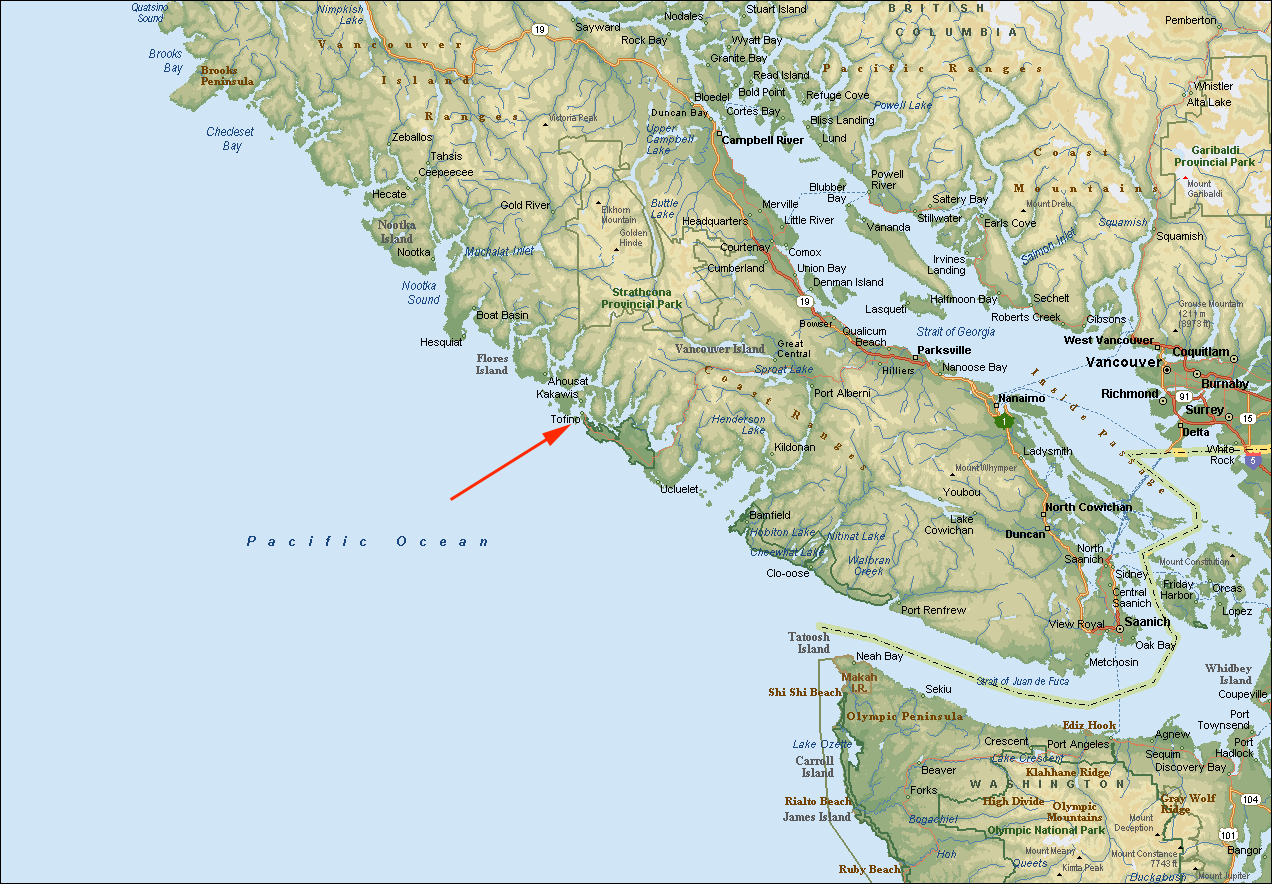 Quatsino
Sound
Nimpkish
Lake
19
Sayward
Nodales
Stuart Island
BRITISH
COLUMBIA
Pemberton
Vancouver
Island
Ranges
Rock Bay
Wyatt Bay
Granite Bay
Read Island
Pacific Ranges
Brooks
Bay
Brooks
Peninsula
Bloedel
Bold Point
Refuge Cove
Powell Lake
Whistler
Alta Lake
Duncan Bay
Cortes Bay
Bliss Landing
Victoria Peak
Chedeset
Bay
Zeballos
Upper
Campbell
Lake
Campbell River
Lund
Coast
Mountains
Garibaldi
Provincial Park
Tahsis
Ceepeecee
Mount
Garibaldi
Hecate
Gold River
Elkhorn
Mountain
Buttle
Lake
Blubber
Bay
Powell
River
Saltery Bay
Mount Drew
Merville
Headquarters
Little River
Stillwater
Earls Cove
Squamish
Squamish
Nootka
Island
Nootka
Golden
Hinde
Vananda
Muchalat Inlet
Courtenay
Comox
Salmon Inlet
Cumberland
Union Bay
Irvines
Landing
Denman Island
Nootka
Sound
Strathcona
Provincial Park
19
Halfmoon Bay
Sechelt
Grouse Mountain
1211 m
(3973 ft)
Lasqueti
Boat Basin
Bowser
Roberts Creek
Gibsons
Hesquiat
Qualicum
Beach
Strait of Georgia
West Vancouver
Flores
Island
Vancouver Island
Great
Central
Parksville
Vancouver
Coquitlam
Sproat Lake
Hilliers
Nanoose Bay
Burnaby
Ahousat
Kakawis
Coast Ranges
Port Alberni
Inside Passage
Richmond
91
Nanaimo
Surrey
15
Tofino
Henderson
Lake
1
Delta
Kildonan
Ladysmith
White
Rock
5
Mount Whymper
Ucluelet
Youbou
Bamfield
North Cowichan
Lake
Cowichan
Hobiton Lake
Nitinat Lake
Duncan
Pacific Ocean
Cheewhat Lake
Walbran
Creek
North
Saanich
Mount Constitution
Clo-oose
Sidney
Friday
Harbor
Orcas
Central
Saanich
Lopez
Port Renfrew
View Royal
Saanich
Tatoosh
Island
Oak Bay
Neah Bay
Metchosin
Whidbey
Island
Makah
I.R.
Strait of Juan de Fuca
Shi Shi Beach
Sekiu
Coupeville
Olympic Peninsula
Ediz Hook
Port
Townsend
Lake Ozette
Crescent
Port Angeles
Agnew
Port
Hadlock
Sequim
Lake Crescent
Discovery Bay
Carroll
Island
Beaver
Klahhane Ridge
WASHINGTON
Forks
Rialto Beach
High Divide
Olympic
Mountains
Gray Wolf
Ridge
104
James Island
Bogachiel
Olympic National Park
Mount
Deception
101
Hoh
Mount Meany
Mount Constance
7743 ft
Bangor
Queets
Kimta Peak
Ruby Beach
Buckabush
Mount Jupiter